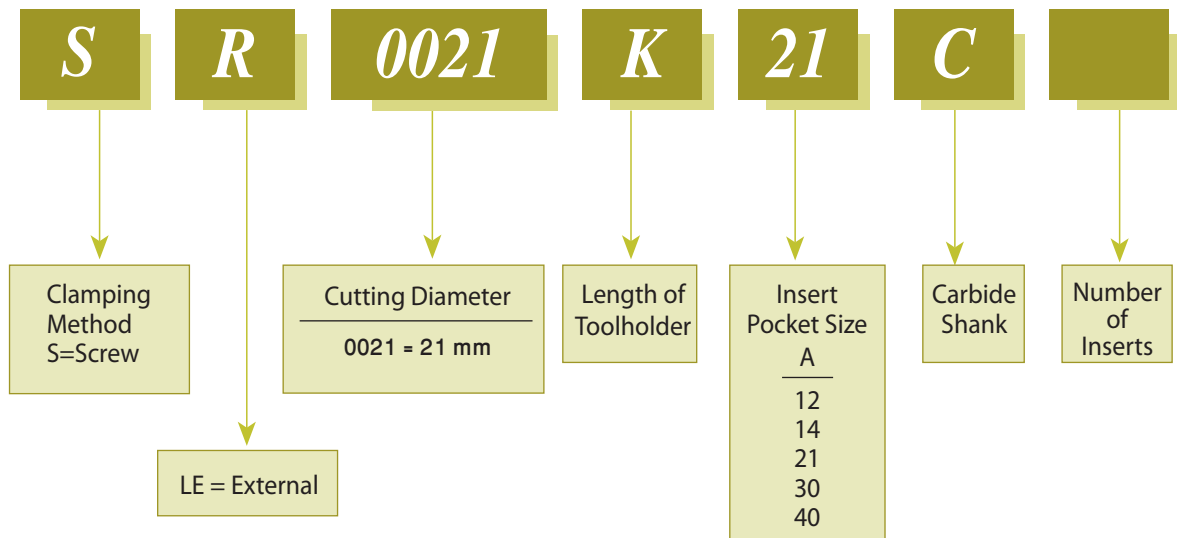 S R 0021 K 21 C
Clamping
Method
S=Screw
LE = External
Cutting Diameter
0021 = 21 mm
Length of
Toolholder
Insert
Pocket Size
A
12
14
21
30
40
Carbide
Shank
Number
of
Inserts